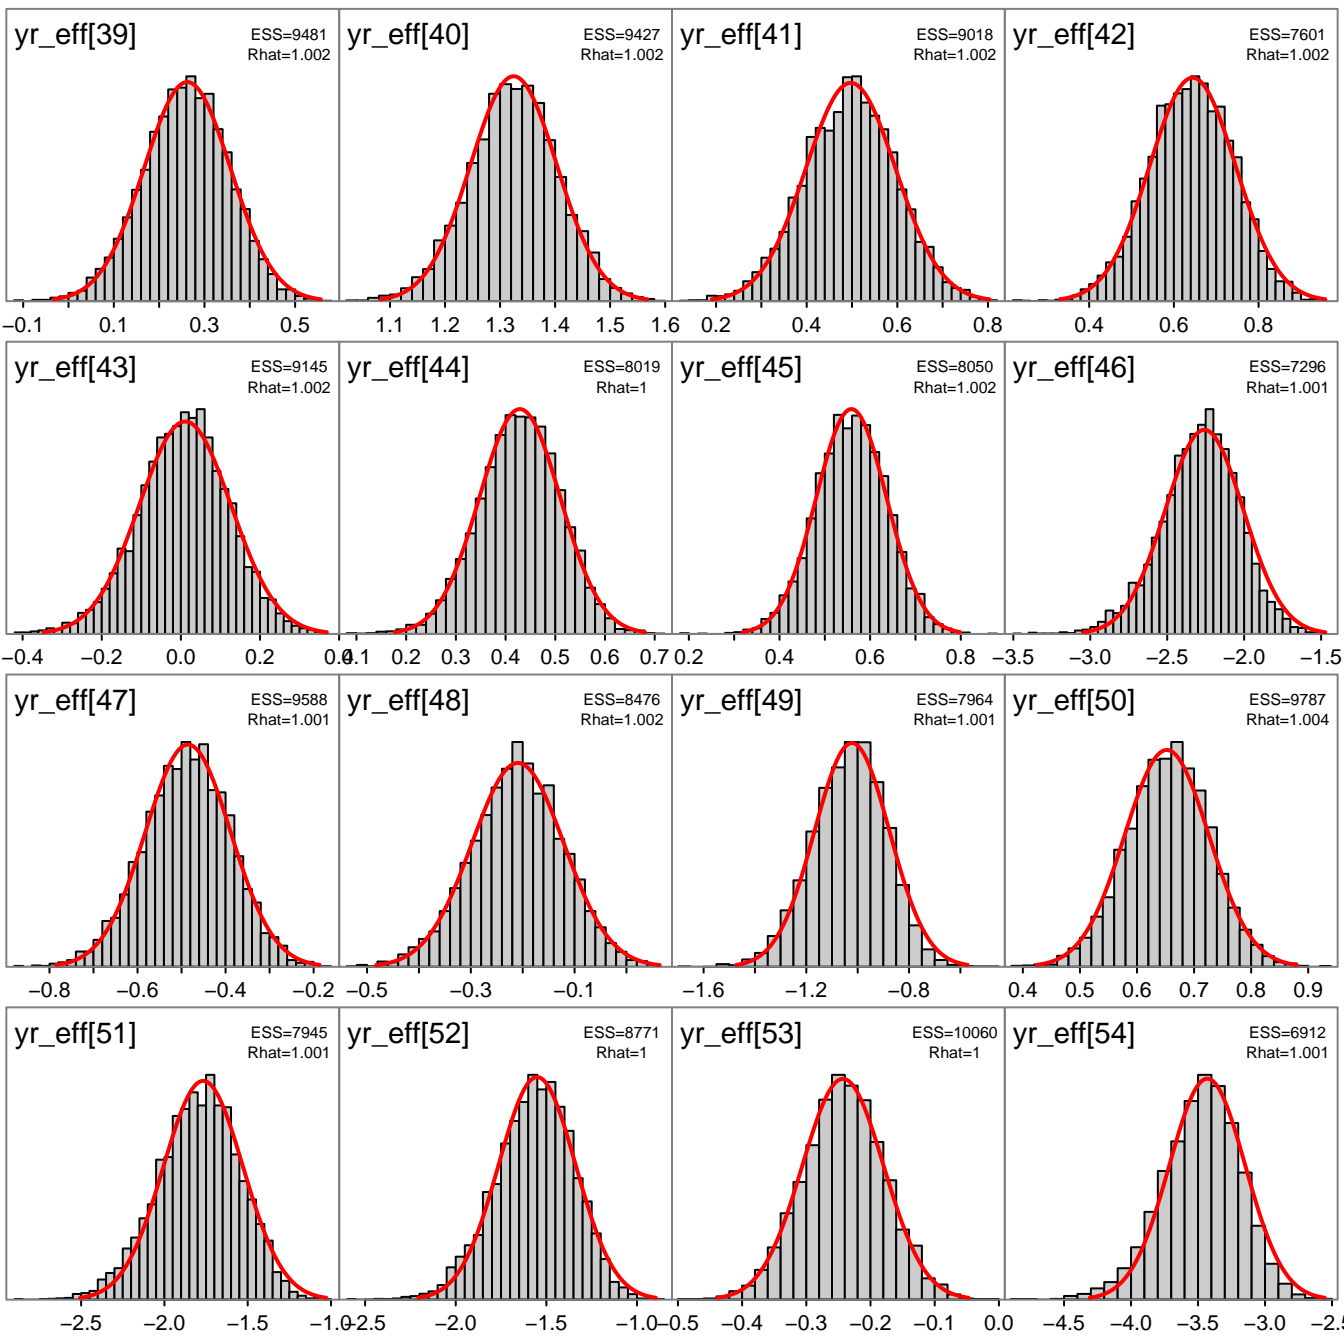 yr_eff[39] ESS=9481 yr_eff[40] ESS=9427 yr_eff[41] ESS=9018 yr_eff[42] ESS=7601
Rhat=1.002 Rhat=1.002 Rhat=1.002 Rhat=1.002
−0.1 0.1 0.3 0.5 1.1 1.2 1.3 1.4 1.5 1.6 0.2 0.4 0.6 0.8 0.4 0.6 0.8
yr_eff[43] ESS=9145 yr_eff[44] ESS=8019 yr_eff[45] ESS=8050 yr_eff[46] ESS=7296
Rhat=1.002 Rhat=1 Rhat=1.002 Rhat=1.001
−0.4 −0.2 0.0 0.2 0.4 0.1 0.2 0.3 0.4 0.5 0.6 0.7 0.2 0.4 0.6 0.8 −3.5 −3.0 −2.5 −2.0 −1.5
yr_eff[47] ESS=9588 yr_eff[48] ESS=8476 yr_eff[49] ESS=7964 yr_eff[50] ESS=9787
Rhat=1.001 Rhat=1.002 Rhat=1.001 Rhat=1.004
−0.8 −0.6 −0.4 −0.2 −0.5 −0.3 −0.1 −1.6 −1.2 −0.8 0.4 0.5 0.6 0.7 0.8 0.9
yr_eff[51] ESS=7945 yr_eff[52] ESS=8771 yr_eff[53] ESS=10060 yr_eff[54] ESS=6912
Rhat=1.001 Rhat=1 Rhat=1 Rhat=1.001
−2.5 −2.0 −1.5 −1.0 −2.5 −2.0 −1.5 −1.0 −0.5 −0.4 −0.3 −0.2 −0.1 0.0 −4.5 −4.0 −3.5 −3.0 −2.5